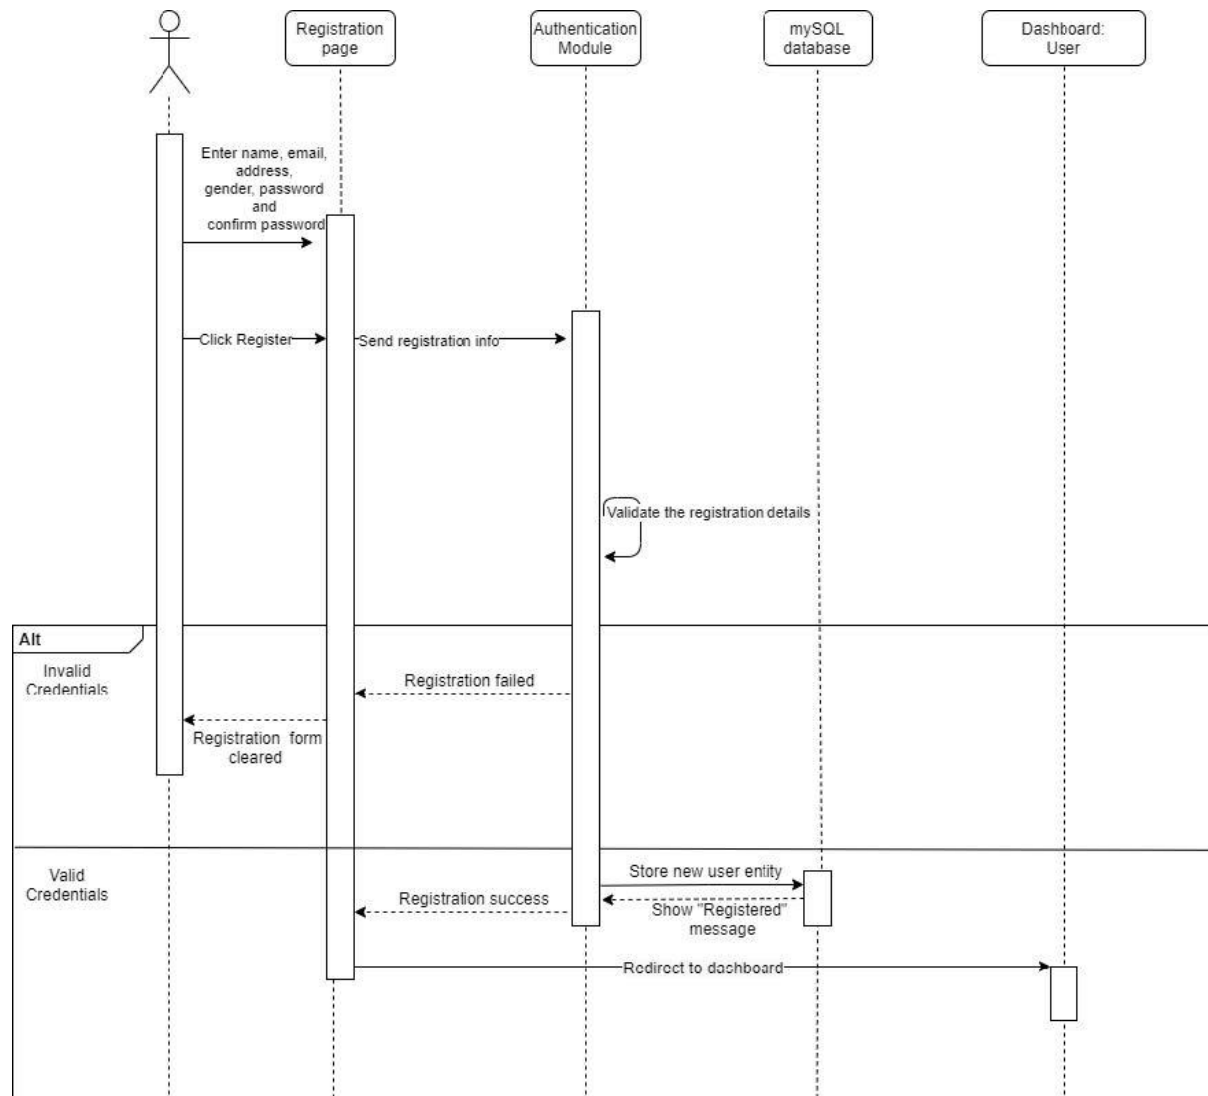 Registration
page
Authentication
Module
mySQL
database
Dashboard:
User
Enter name, email,
address,
gender, password
and
confirm password
Click Register
Send registration info
Validate the registration details
Alt
Invalid
Credentials
Registration failed
Registration form
cleared
Valid
Credentials
Store new user entity
Registration success
Show "Registered"
message
Redirect to dashboard